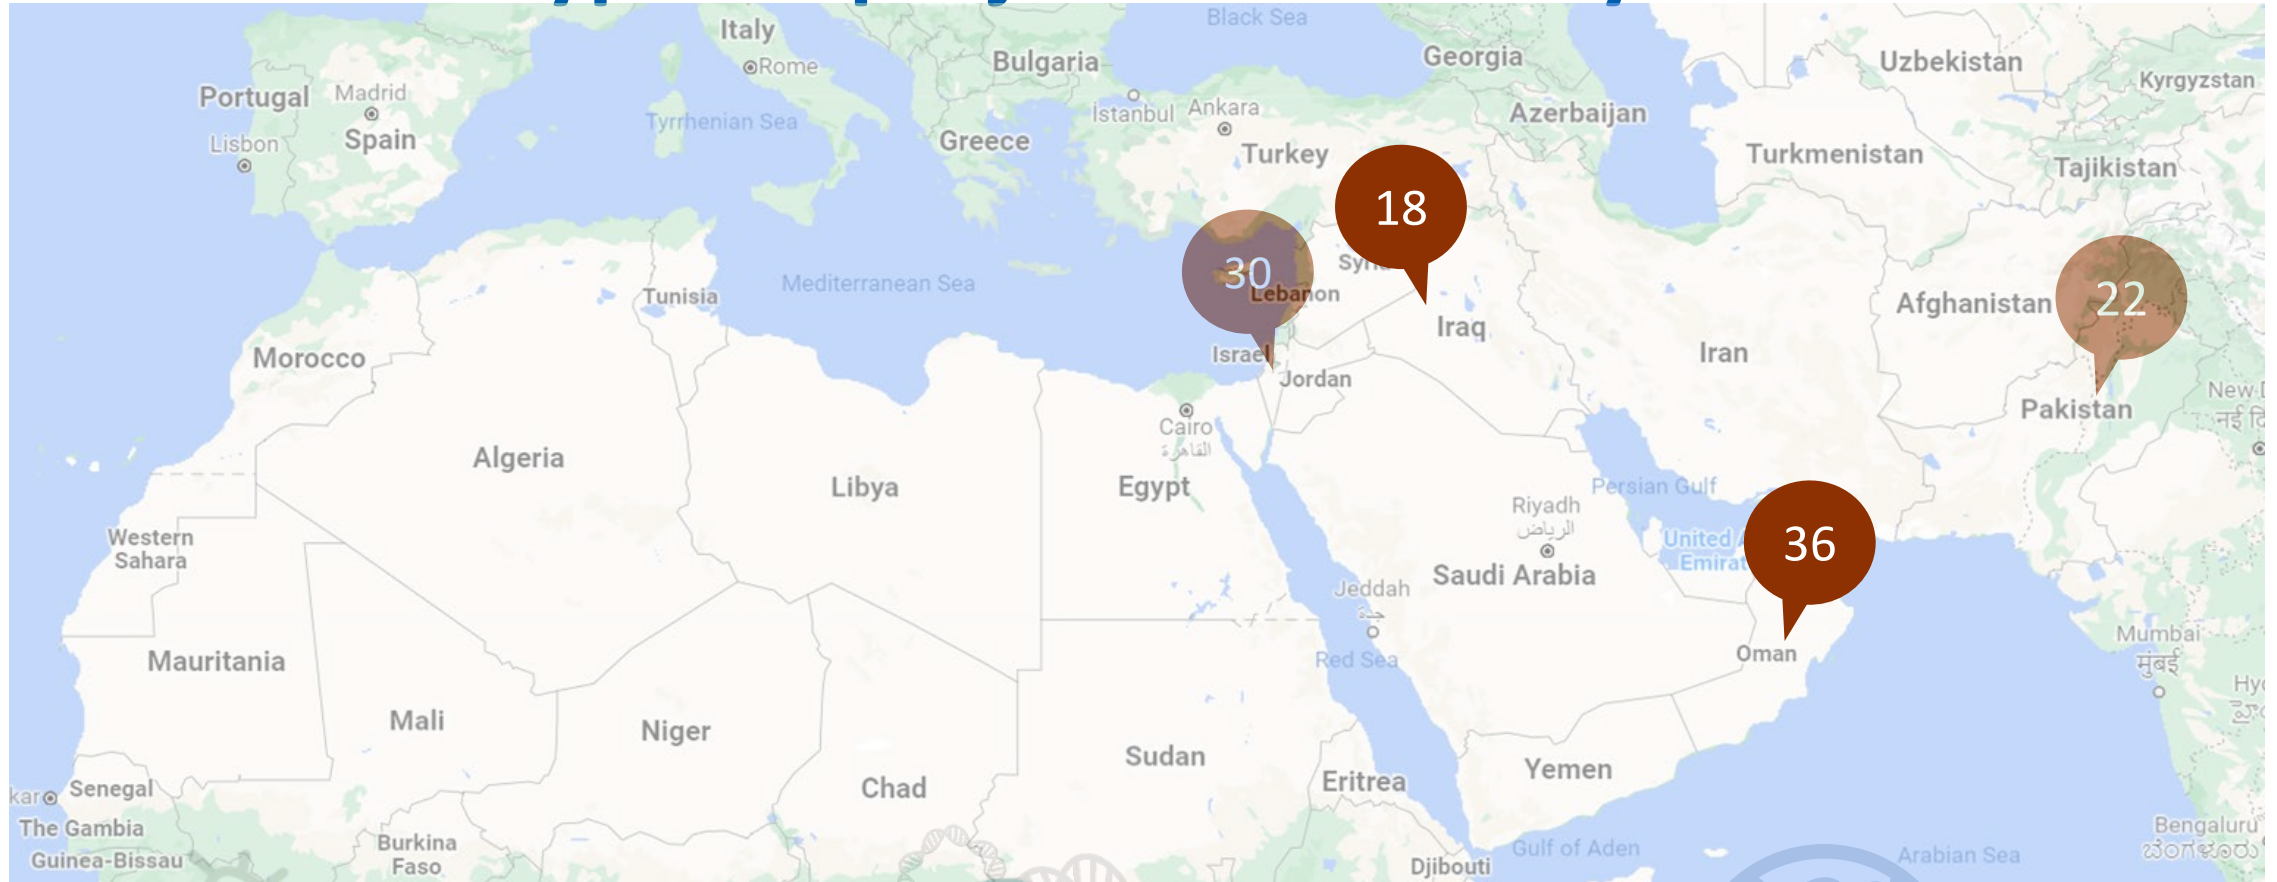 Black Sea
Italy
Rome
Bulgaria
Georgia
Uzbekistan
Kyrgyzstan
Portugal
Madrid
Spain
Lisbon
Tyrrhenian Sea
İstanbul
Ankara
Azerbaijan
Greece
Turkey
Turkmenistan
Tajikistan
18
30
22
Lebanon
Mediterranean Sea
Tunisia
Iraq
Afghanistan
Morocco
Israel
Jordan
Iran
Pakistan
Cairo
القاهرة
Algeria
Libya
Egypt
Persian Gulf
Riyadh
الرياض
Western
Sahara
United
36
Saudi Arabia
Jeddah
جدة
Mauritania
Red Sea
Oman
Mumbai
मुंबई
Mali
Niger
Sudan
Yemen
Senegal
Chad
Eritrea
The Gambia
Burkina
Faso
Guinea-Bissau
Djibouti
Gulf of Aden
Arabian Sea
Bengaluru
ಬೆಂಗಳೂರು